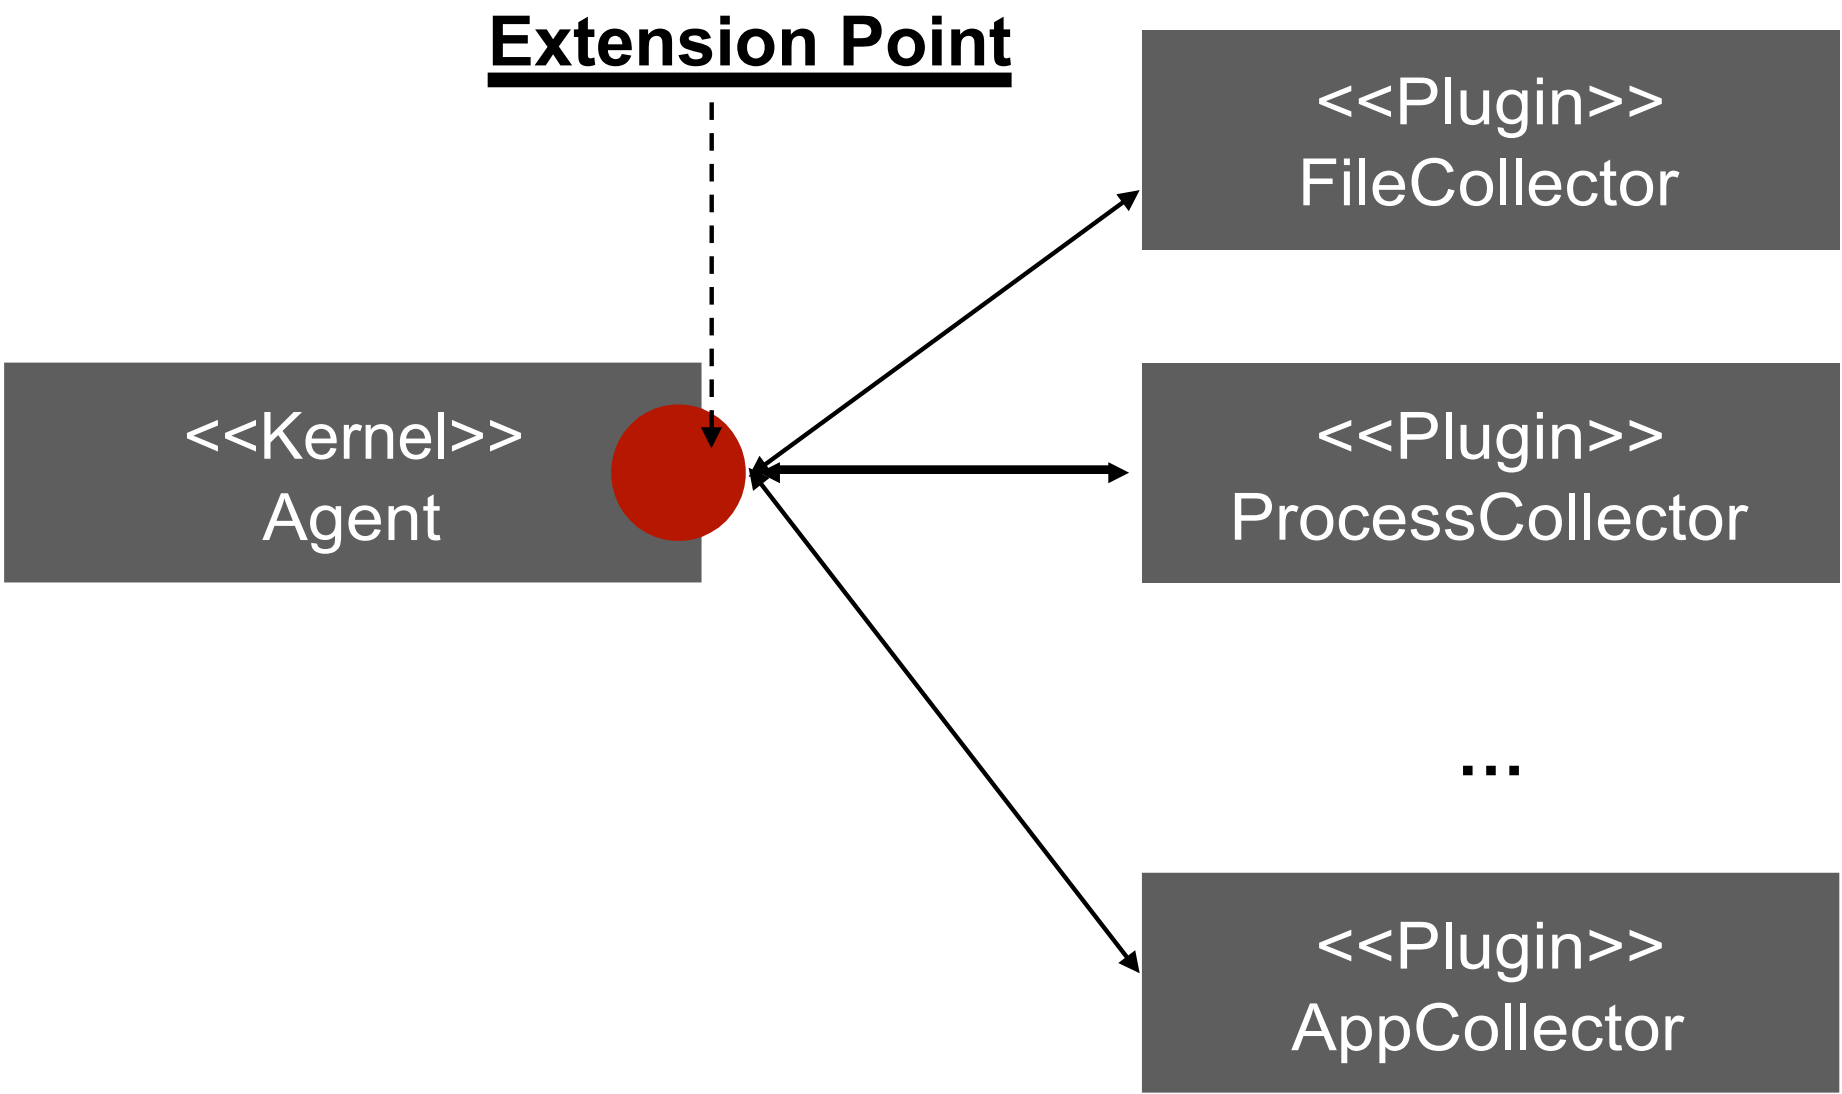 Extension Point
<<Plugin>>
FileCollector
<<Kernel>>
Agent
<<Plugin>>
ProcessCollector
...
<<Plugin>>
AppCollector